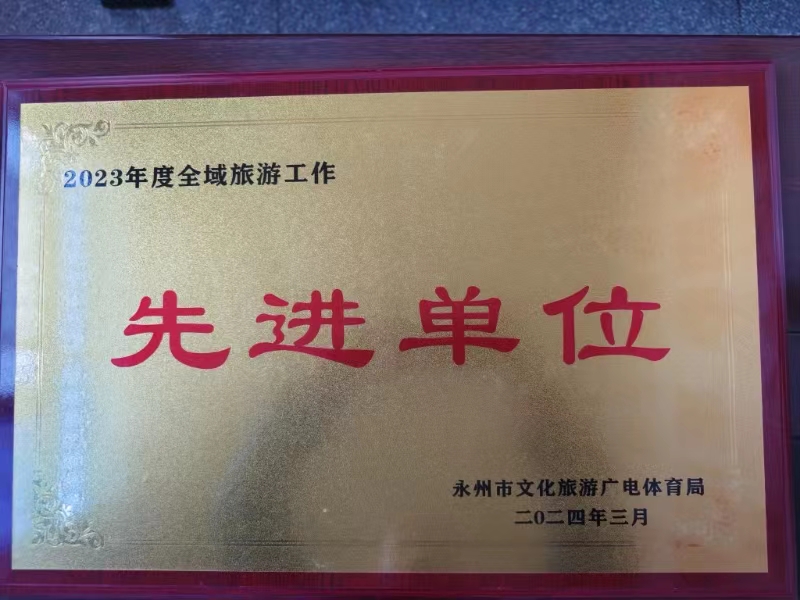 2023年度全域旅游工作
先进单位
永州市文化旅游广电体育局
二0二四年三月